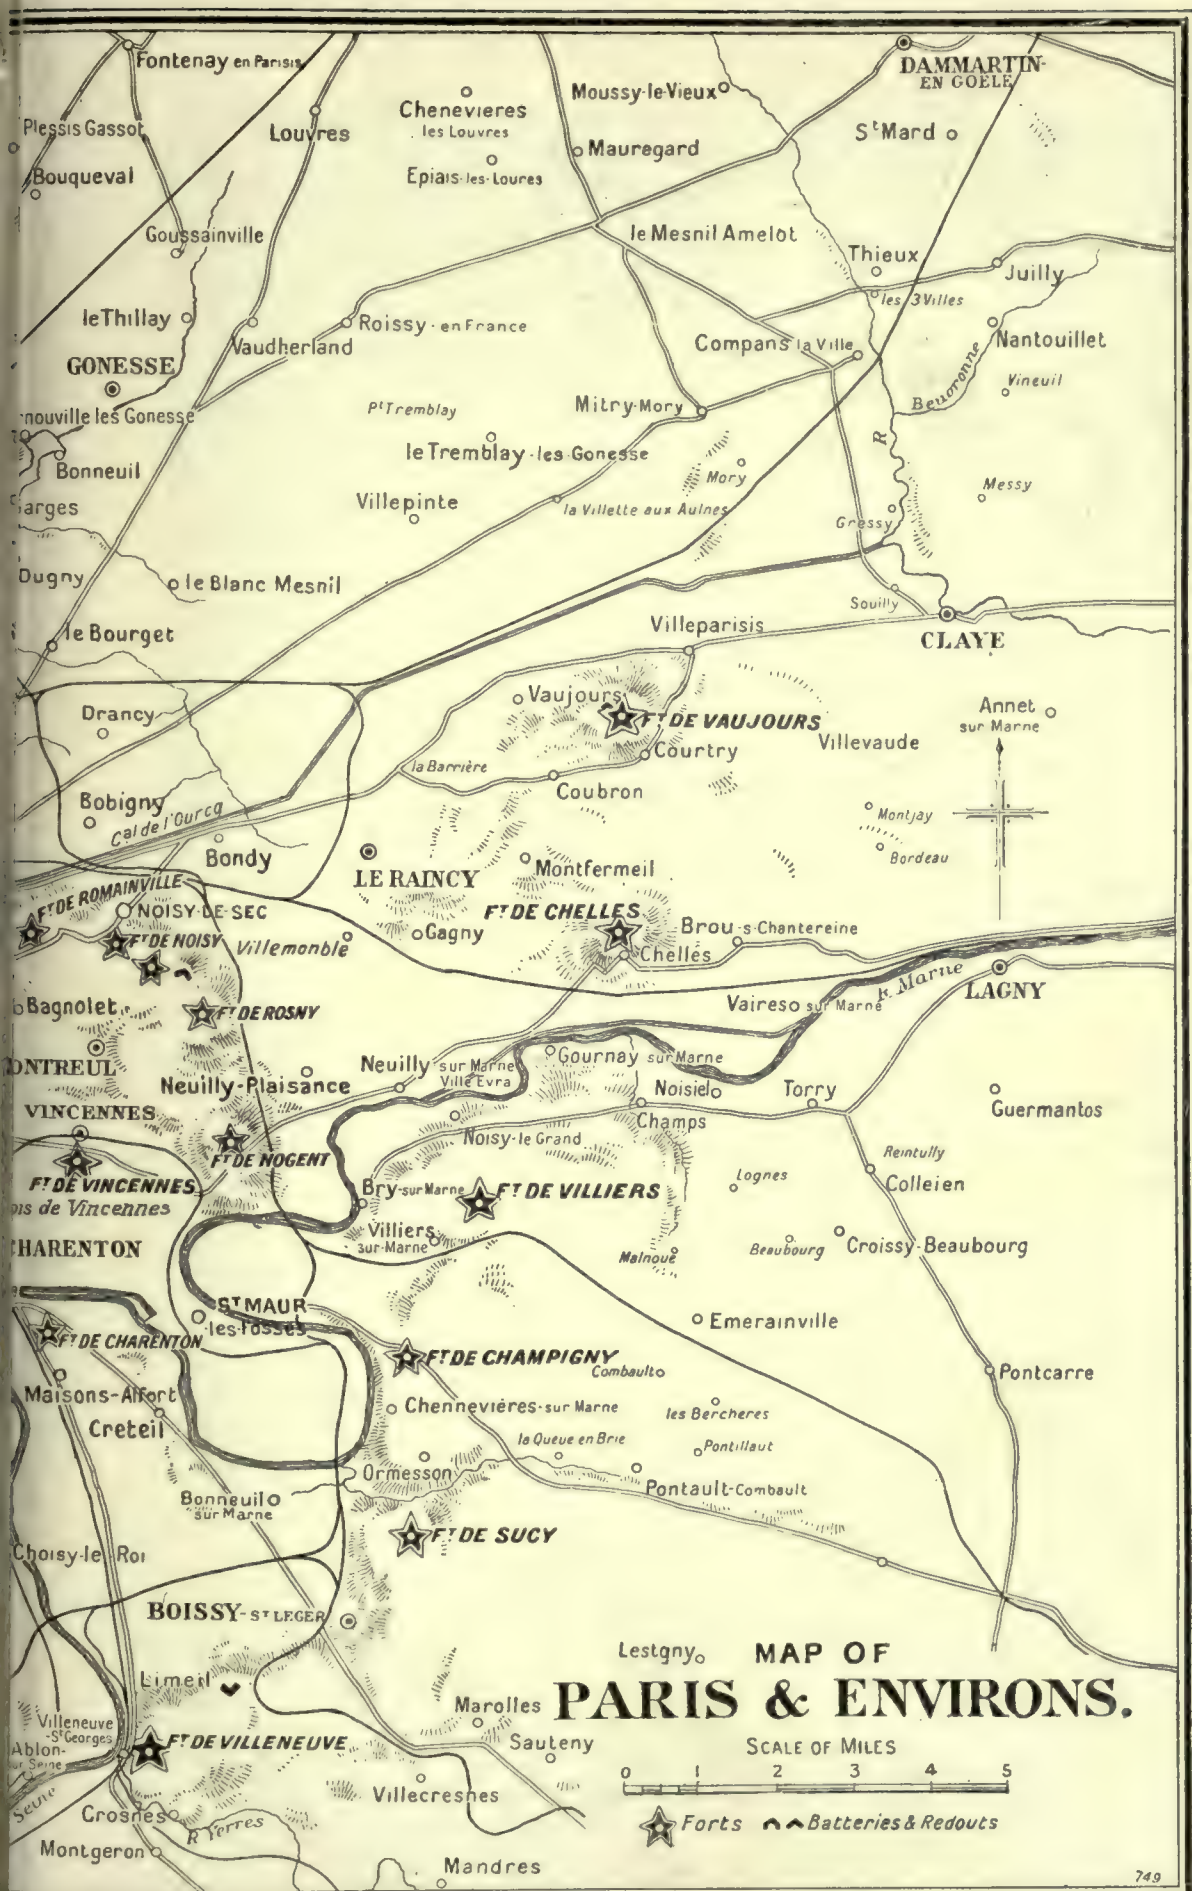 Fontenay en Parisis
DAMMARTIN-
EN GOELE
Moussy-le-Vieux
Chenevieres
les Louvres
Plessis Gassot
Louvres
Mauregard
St Mard
Bouqueval
Epiais-les-Loures
Goussainville
le Mesnil Amelot
Thieux
Juilly
les 3 Villes
le Thillay
Vaudherland
Roissy-en France
Compans la Ville
Nantouillet
GONESSE
Beuvronne
Vineuil
nouville les Gonesse
Pt Tremblay
Mitry-Mory
R
Bonneuil
le Tremblay-les-Gonesse
Mory
Messy
arges
Villepinte
la Villette aux Aulnes
Gressy
Dugny
le Blanc Mesnil
Souilly
le Bourget
Villeparisis
CLAYE
Vaujours
FT DE VAUJOURS
Annet
sur Marne
Drancy
Villevaude
la Barrière
Courtry
Coubron
Bobigny
Cal de l'Ourcq
Montjay
Bondy
Bordeau
LE RAINCY
Montfermeil
FT DE ROMAINVILLE
NOISY-LE-SEC
FT DE CHELLES
FT DE NOISY
Villemonble
Gagny
Brou-s-Chantereine
Chelles
R. Marne
LAGNY
Bagnolet
FT DE ROSNY
Vaireso sur Marne
ONTREUIL
Neuilly-Plaisance
Neuilly sur Marne
Ville Evra
Gournay sur Marne
Noisiel
Torry
Guermantos
VINCENNES
Champs
Noisy-le Grand
FT DE NOGENT
Reintully
FT DE VINCENNES
Bry-sur-Marne
FT DE VILLIERS
Lognes
Colleien
ois de Vincennes
CHARENTON
Villiers
sur-Marne
Malnoue
Beaubourg
Croissy-Beaubourg
ST MAUR
-les-Fosses
Emerainville
FT DE CHARENTON
FT DE CHAMPIGNY
Combault
Pontcarre
Maisons-Alfort
Creteil
Chennevières-sur Marne
les Bercheres
la Queue en Brie
Pontillaut
Ormesson
Bonneuil
sur Marne
Pontault-Combault
FT DE SUCY
Choisy-le Roi
BOISSY-ST LEGER
Lestgny
MAP OF
PARIS & ENVIRONS.
Limeil
Marolles
Villeneuve
-St Georges
FT DE VILLENEUVE
Sauteny
SCALE OF MILES
0 1 2 3 4 5
Ablon-
sur Seine
Seine
Villecresnes
Crosnes
R Yerres
Forts
Batteries & Redouts
Montgeron
Mandres
749